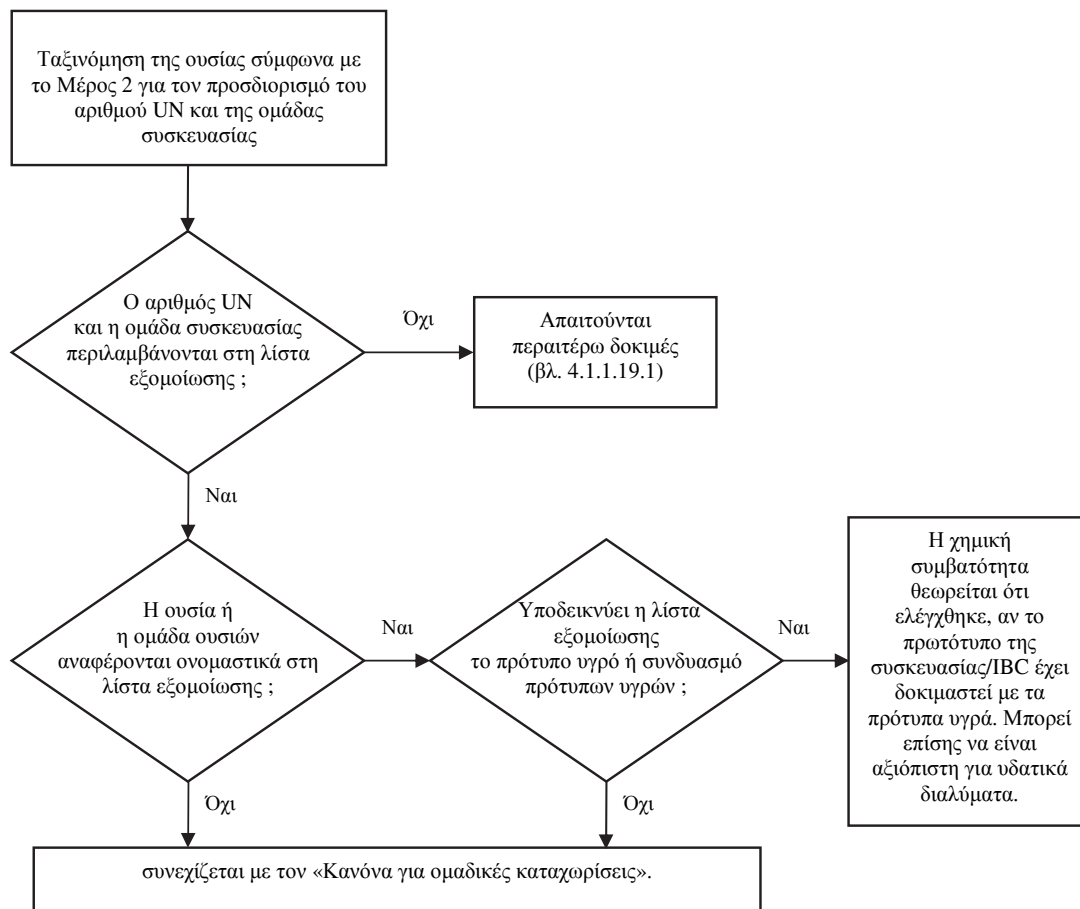 Ταξινόμηση της ουσίας σύμφωνα με
το Μέρος 2 για τον προσδιορισμό του
αριθμού UN και της ομάδας
συσκευασίας
Ο αριθμός UN
και η ομάδα συσκευασίας
περιλαμβάνονται στη λίστα
εξομοίωσης ;
Όχι
Απαιτούνται
περαιτέρω δοκιμές
(βλ. 4.1.1.19.1)
Ναι
Η ουσία ή
η ομάδα ουσιών
αναφέρονται ονομαστικά στη
λίστα εξομοίωσης ;
Ναι
Υποδεικνύει η λίστα
εξομοίωσης
το πρότυπο υγρό ή συνδυασμό
πρότυπων υγρών ;
Ναι
Η χημική
συμβατότητα
θεωρείται ότι
ελέγχθηκε, αν το
πρωτότυπο της
συσκευασίας/IBC έχει
δοκιμαστεί με τα
πρότυπα υγρά. Μπορεί
επίσης να είναι
αξιόπιστη για υδατικά
διαλύματα.
Όχι
Όχι
συνεχίζεται με τον «Κανόνα για ομαδικές καταχωρίσεις».